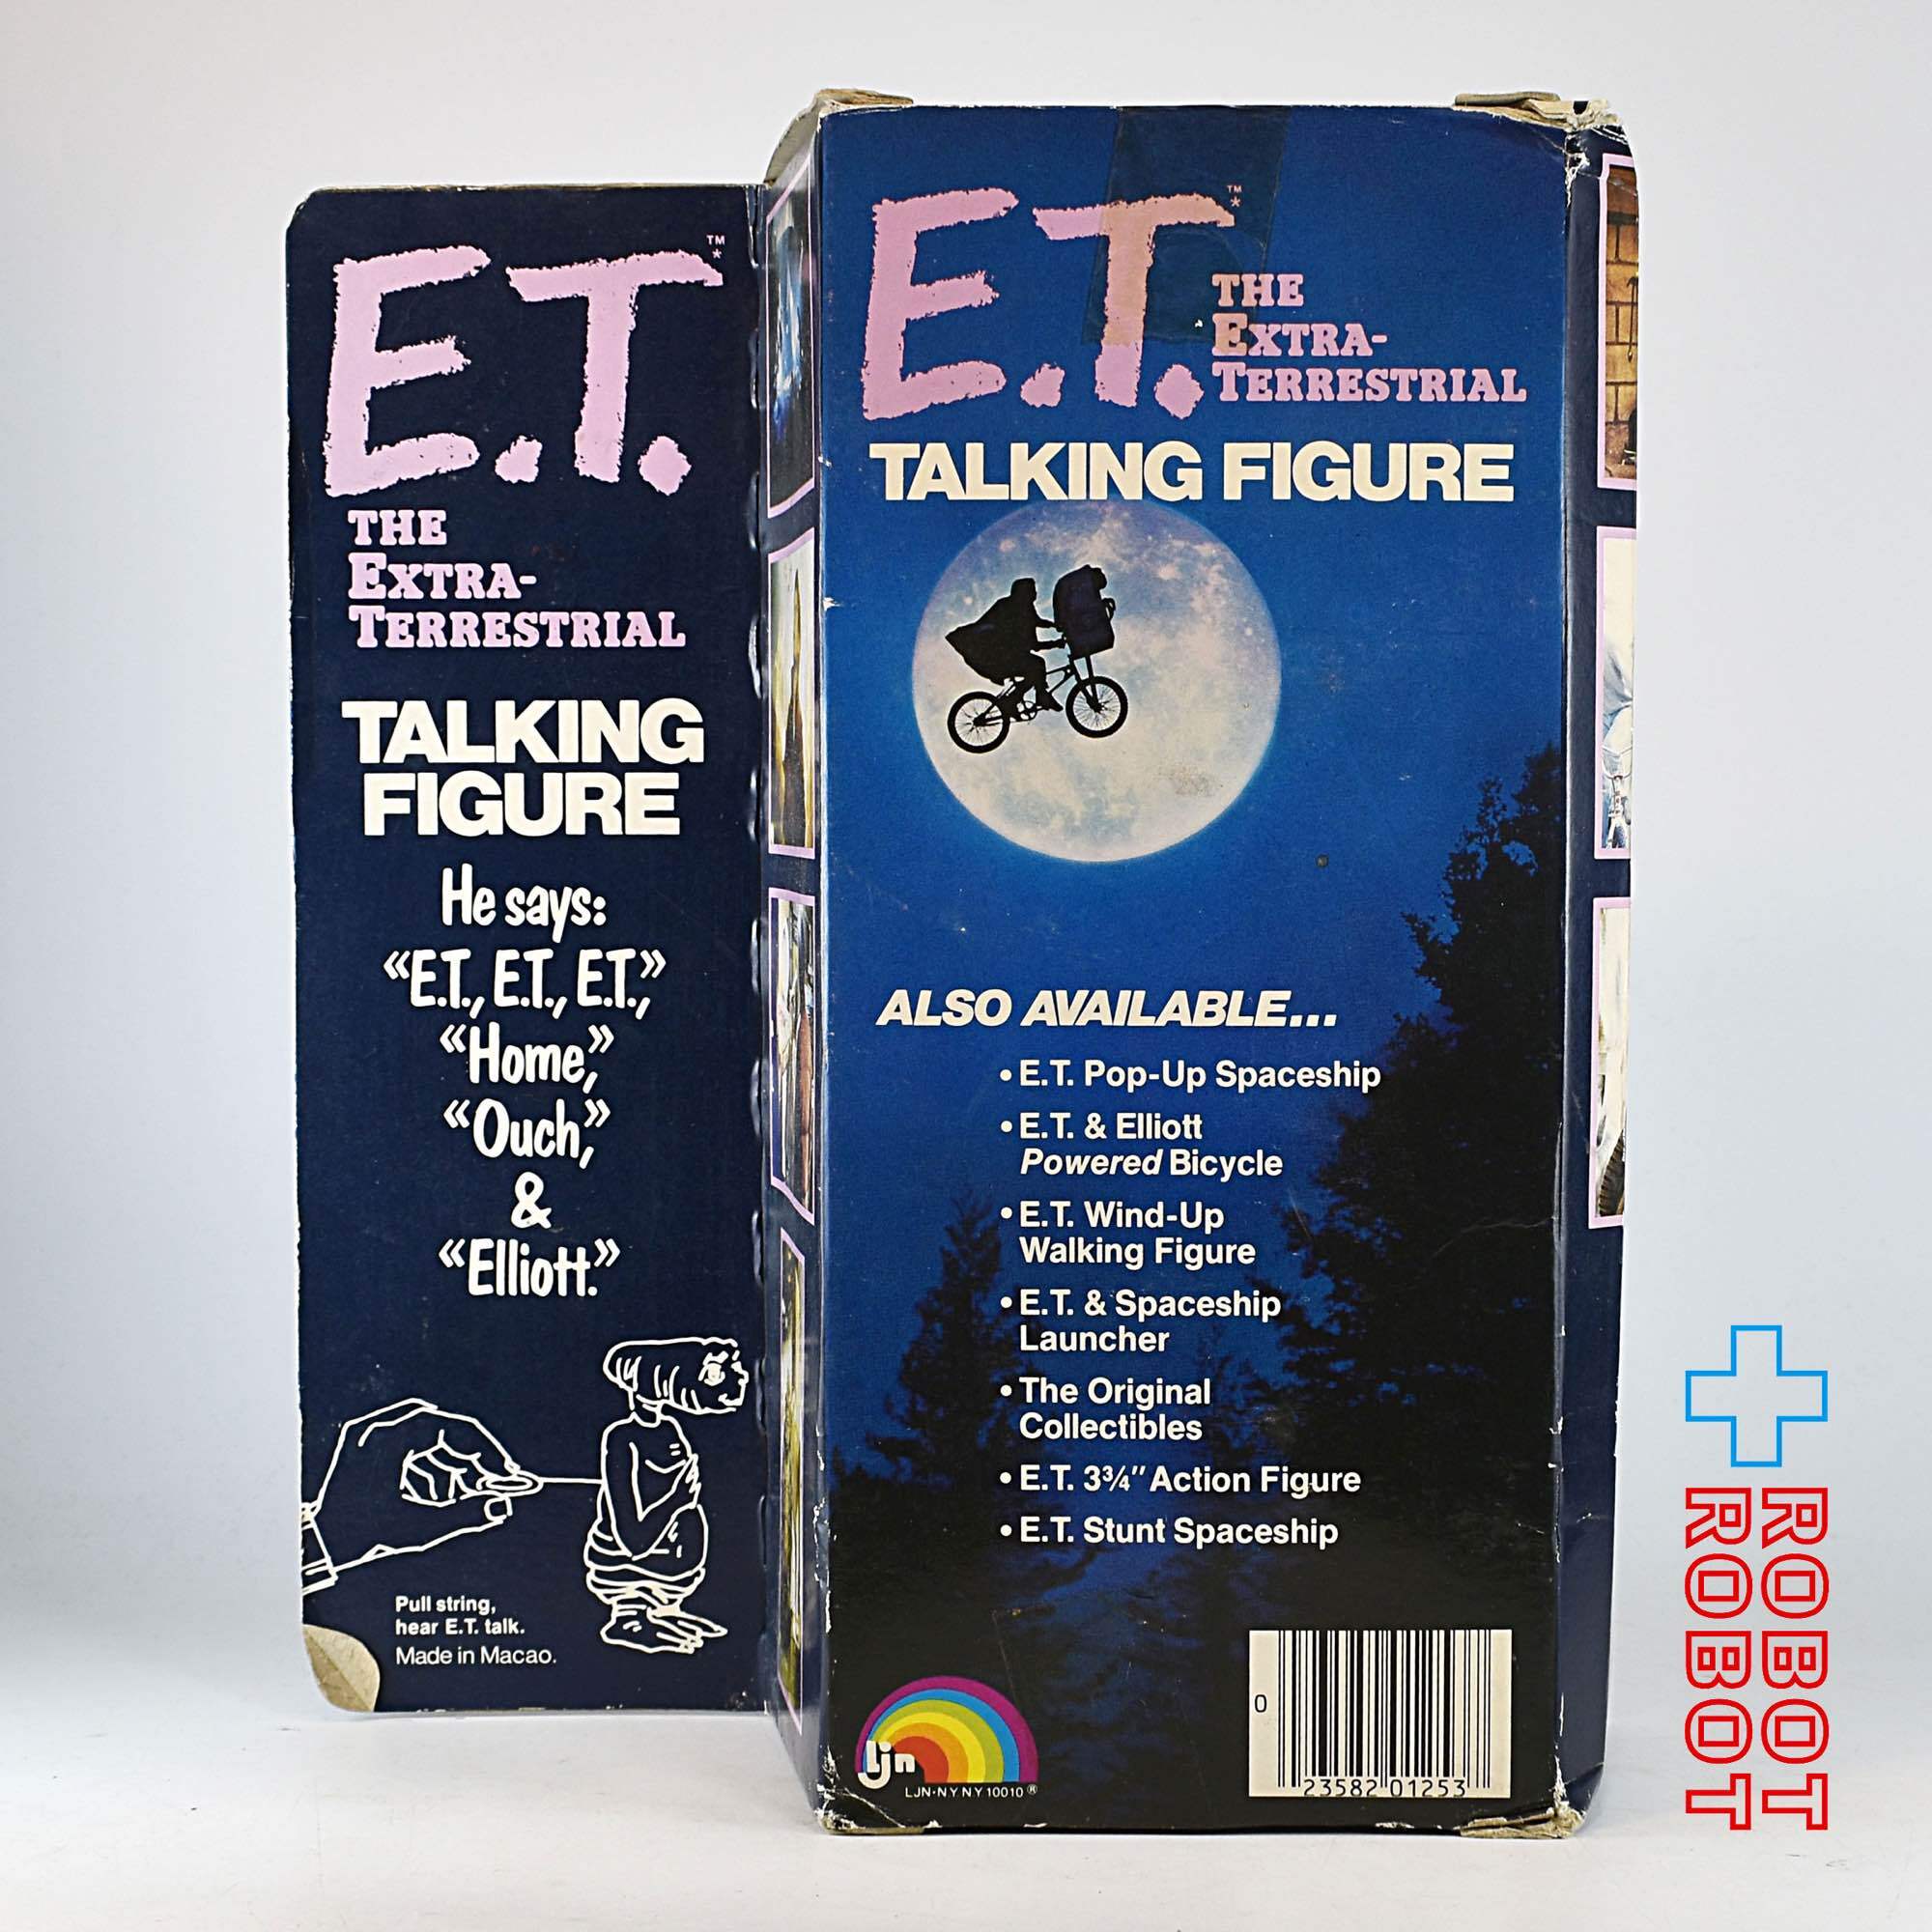 E.T.™*
THE
EXTRA-
TERRESTRIAL
TALKING
FIGURE
He says:
“E.T., E.T., E.T.,”
“Home,”
“Ouch,”
&
“Elliott.”
Pull string,
hear E.T. talk.
Made in Macao.
E.T.™*
THE
EXTRA-
TERRESTRIAL
TALKING FIGURE
ALSO AVAILABLE...
• E.T. Pop-Up Spaceship
• E.T. & Elliott
Powered Bicycle
• E.T. Wind-Up
Walking Figure
• E.T. & Spaceship
Launcher
• The Original
Collectibles
• E.T. 3¾" Action Figure
• E.T. Stunt Spaceship
ljn
LJN•NY NY 10010®
0 23582 01253
ROBOT
ROBOT